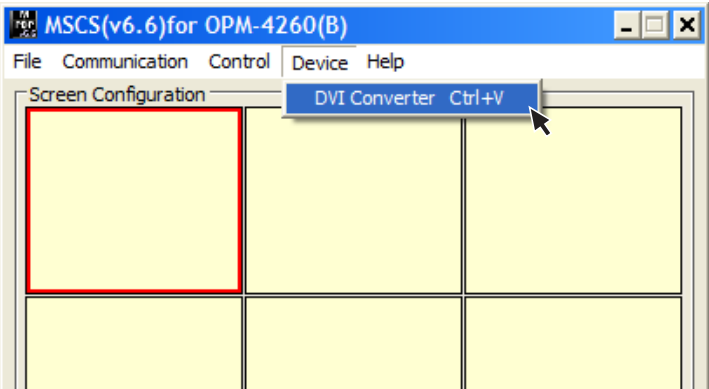 MSCS(v6.6)for OPM-4260(B)
File Communication Control Device Help
DVI Converter Ctrl+V
Screen Configuration